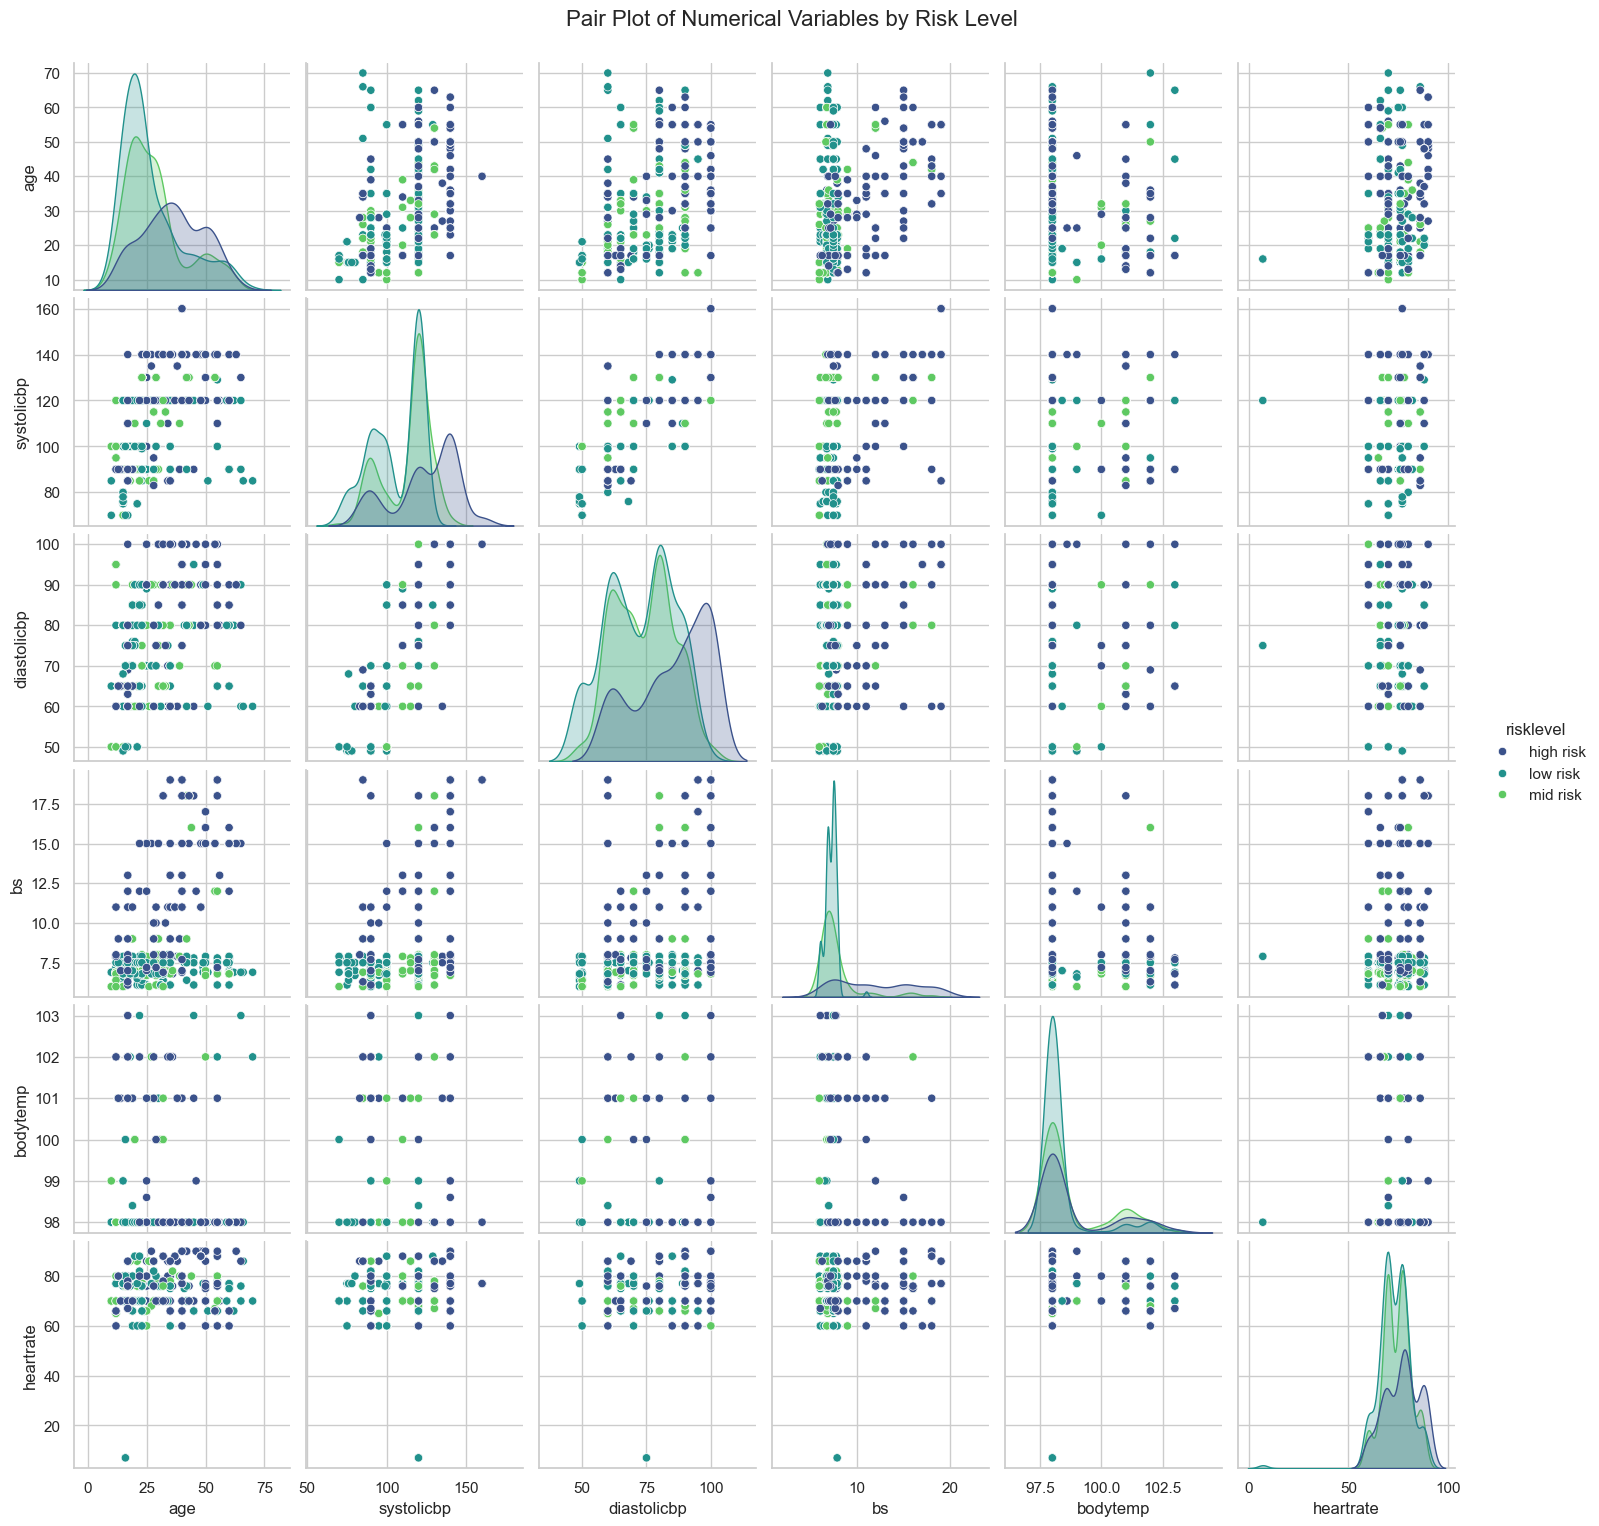 Pair Plot of Numerical Variables by Risk Level
70
60
50
40
30
20
10
age
160
140
120
100
80
systolicbp
100
90
80
70
60
50
diastolicbp
17.5
15.0
12.5
10.0
7.5
bs
103
102
101
100
99
98
bodytemp
80
60
40
20
heartrate
0 25 50 75
50 100 150
50 75 100
10 20
97.5 100.0 102.5
0 50 100
age systolicbp diastolicbp bs bodytemp heartrate
risklevel
high risk
low risk
mid risk